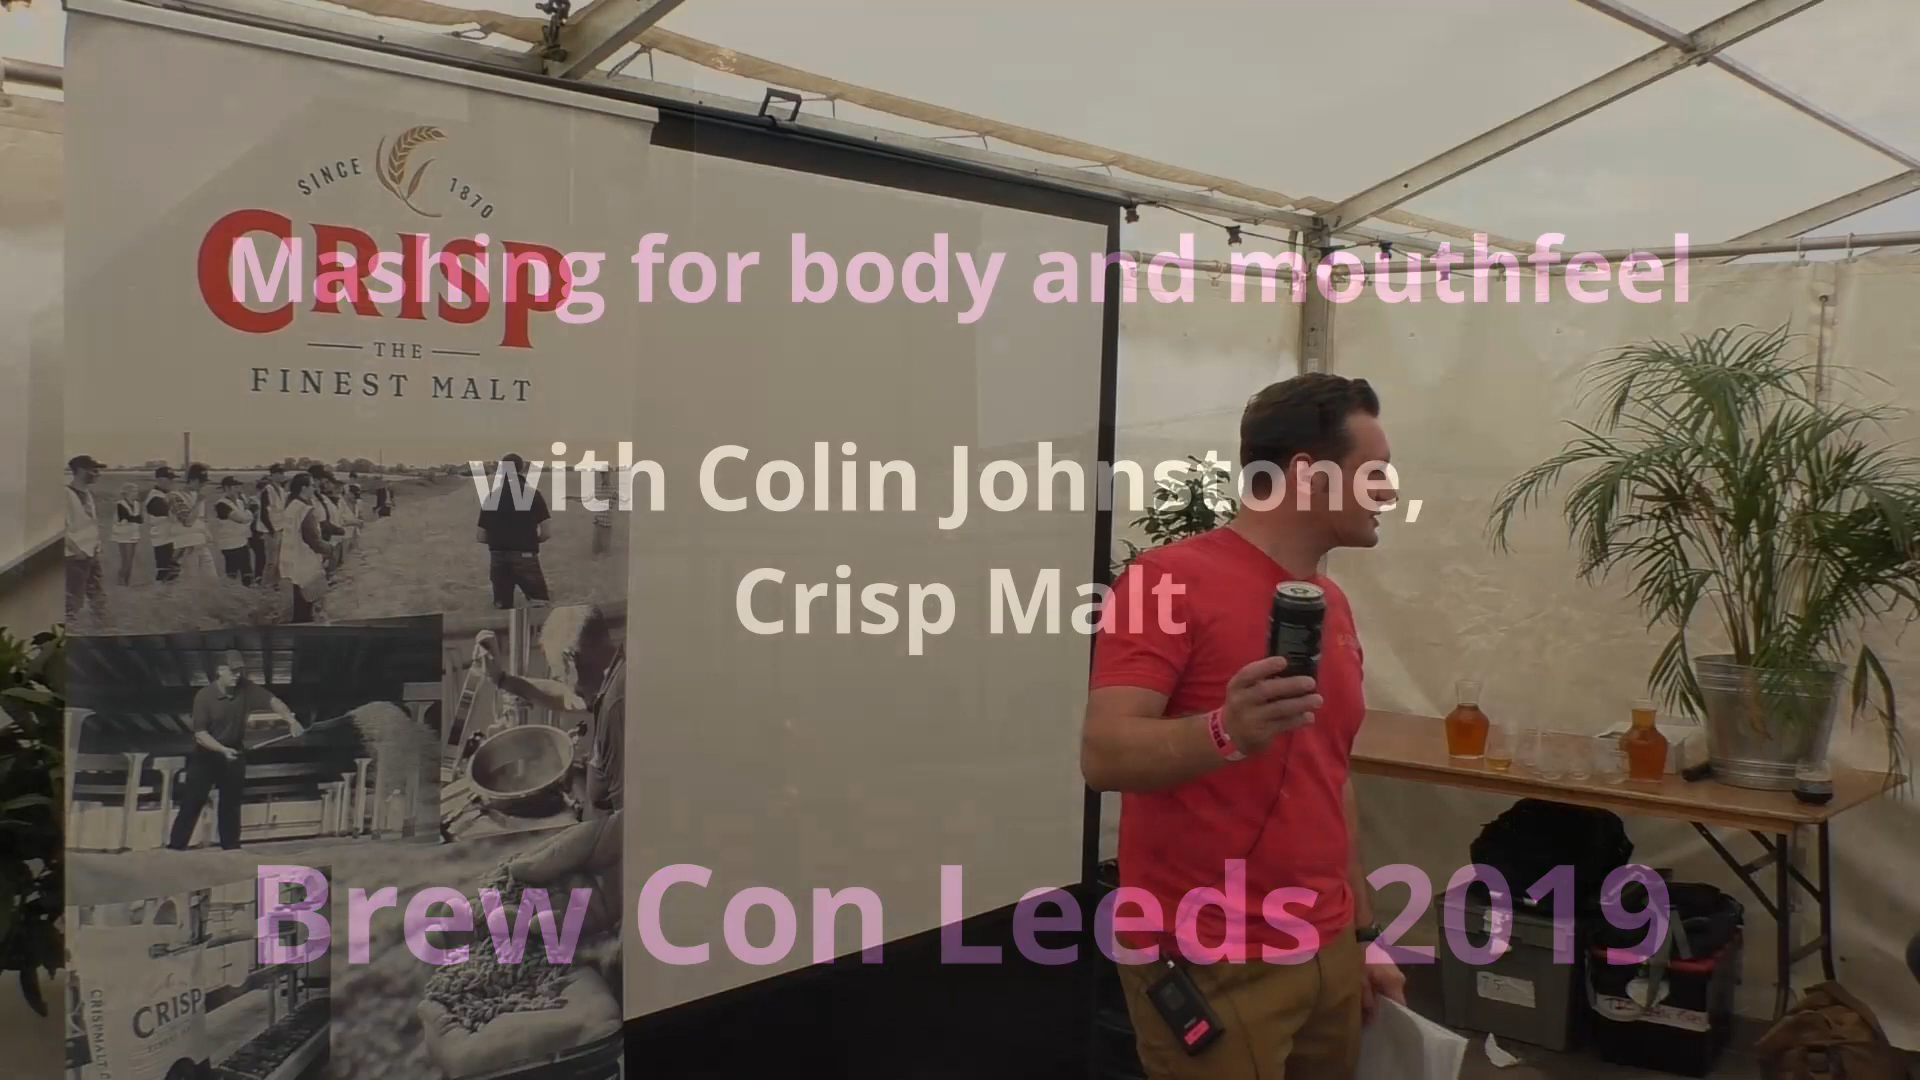 SINCE 1870
CRISP
THE
FINEST MALT
Mashing for body and mouthfeel
with Colin Johnstone,
Crisp Malt
Brew Con Leeds 2019
CRISP